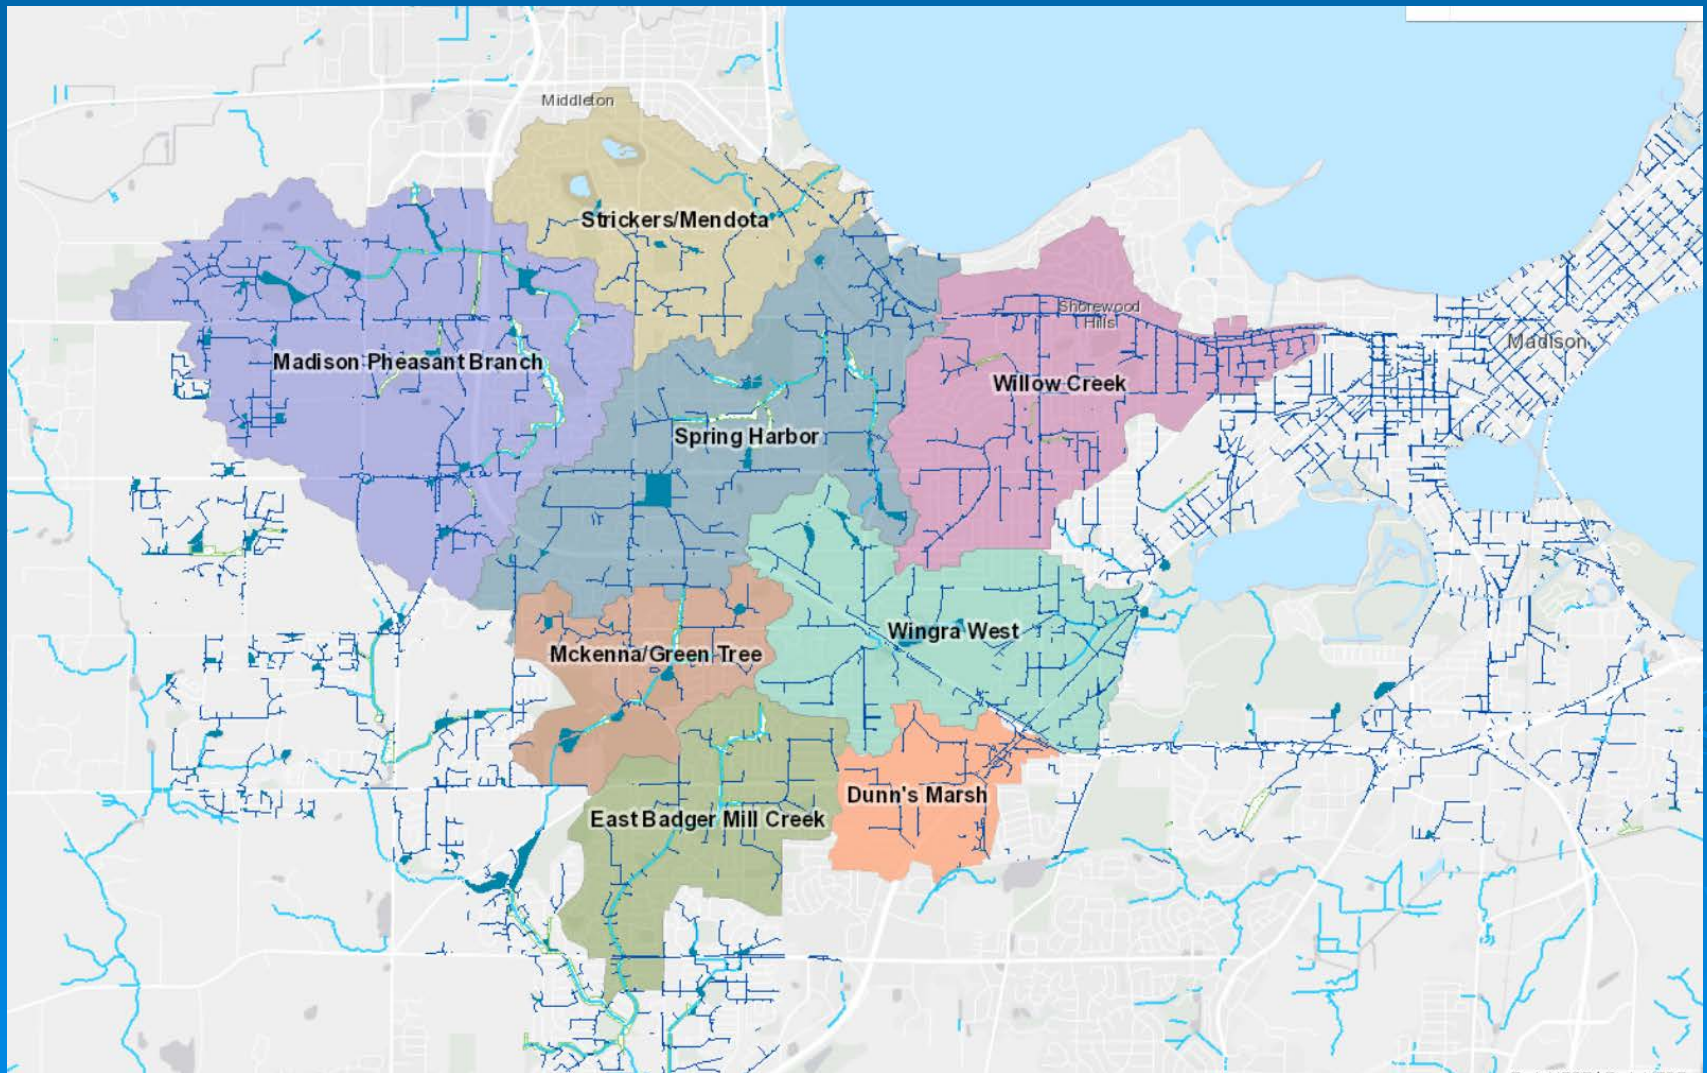 Middleton
Strickers/Mendota
Shorewood
Hills
Madison
Madison Pheasant Branch
Willow Creek
Spring Harbor
Wingra West
Mckenna/Green Tree
Dunn's Marsh
East Badger Mill Creek